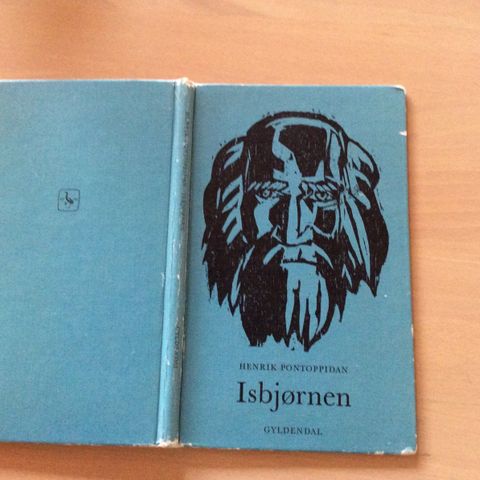 HENRIK PONTOPPIDAN
Isbjørnen
GYLDENDAL